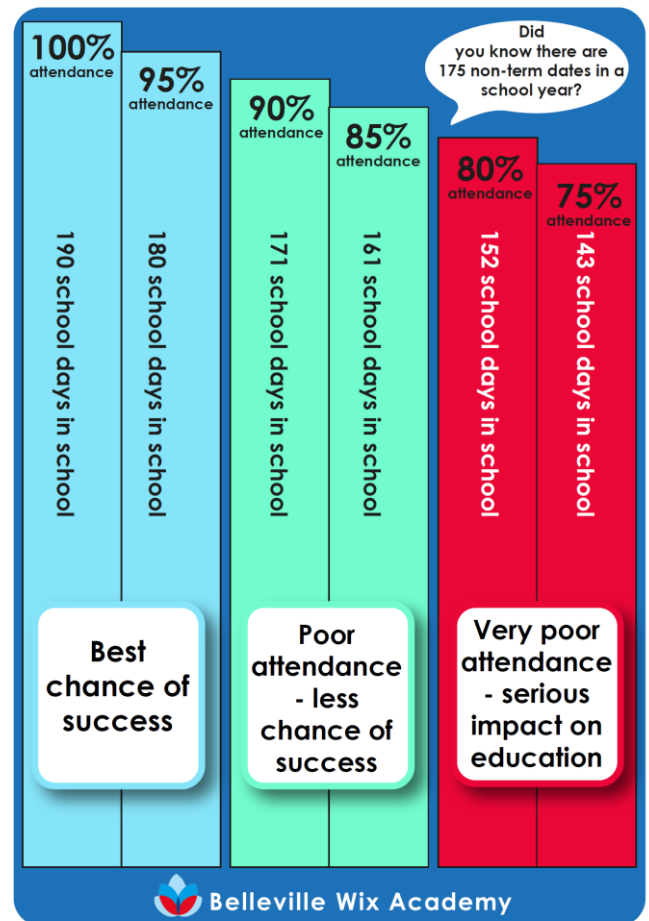 100%
attendance
95%
attendance
90%
attendance
85%
attendance
80%
attendance
75%
attendance
Did
you know there are
175 non-term dates in a
school year?
190 school days in school
180 school days in school
171 school days in school
161 school days in school
152 school days in school
143 school days in school
Best
chance of
success
Poor
attendance
- less
chance of
success
Very poor
attendance
- serious
impact on
education
Belleville Wix Academy